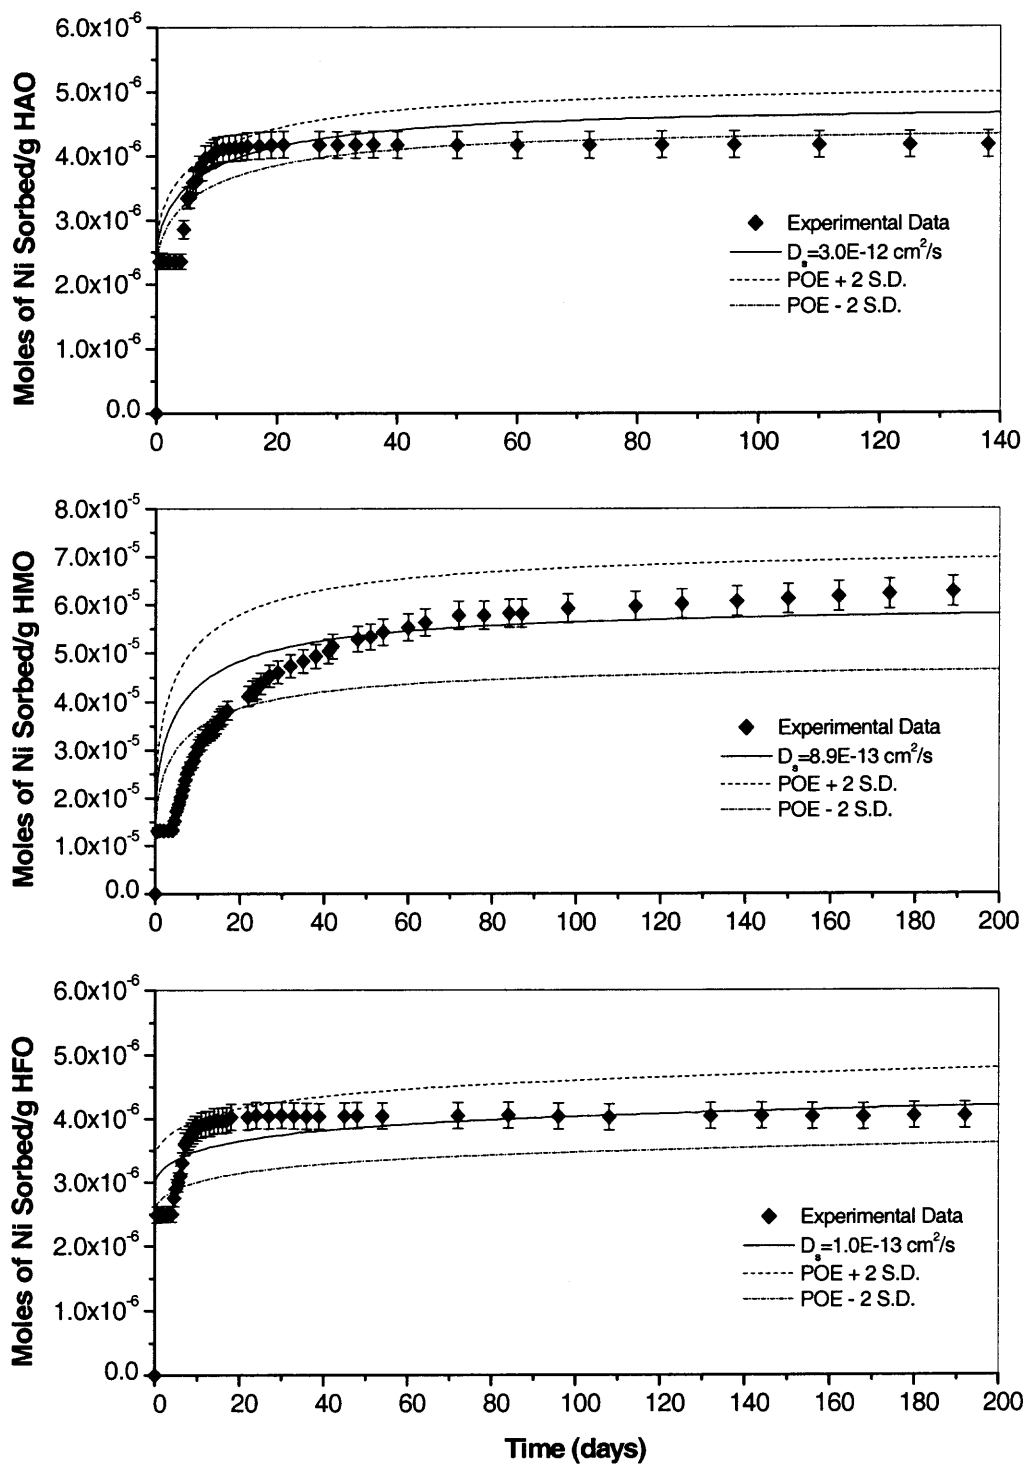 Moles of Ni Sorbed/g HAO
6.0x10⁻⁶
5.0x10⁻⁶
4.0x10⁻⁶
3.0x10⁻⁶
2.0x10⁻⁶
1.0x10⁻⁶
0.0
Experimental Data
Dₛ=3.0E-12 cm²/s
POE + 2 S.D.
POE - 2 S.D.
0 20 40 60 80 100 120 140
Moles of Ni Sorbed/g HMO
8.0x10⁻⁵
7.0x10⁻⁵
6.0x10⁻⁵
5.0x10⁻⁵
4.0x10⁻⁵
3.0x10⁻⁵
2.0x10⁻⁵
1.0x10⁻⁵
0.0
Experimental Data
Dₛ=8.9E-13 cm²/s
POE + 2 S.D.
POE - 2 S.D.
0 20 40 60 80 100 120 140 160 180 200
Moles of Ni Sorbed/g HFO
6.0x10⁻⁶
5.0x10⁻⁶
4.0x10⁻⁶
3.0x10⁻⁶
2.0x10⁻⁶
1.0x10⁻⁶
0.0
Experimental Data
Dₛ=1.0E-13 cm²/s
POE + 2 S.D.
POE - 2 S.D.
0 20 40 60 80 100 120 140 160 180 200
Time (days)